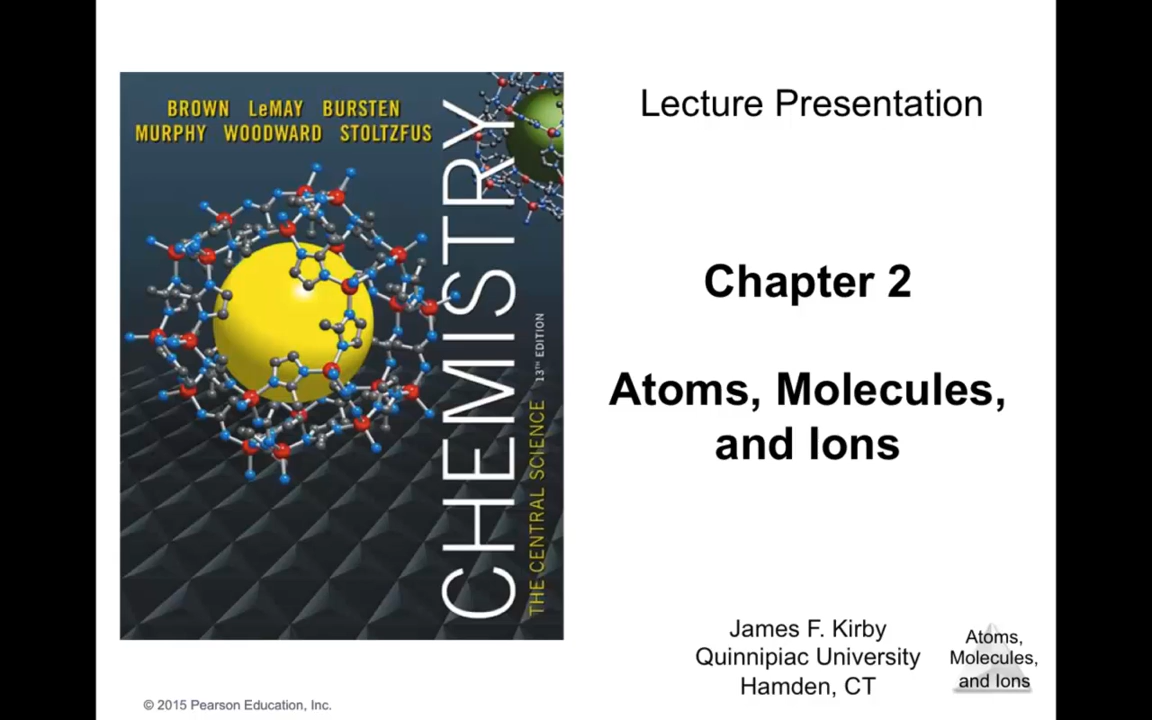 BROWN LeMAY BURSTEN
MURPHY WOODWARD STOLTZFUS
CHEMISTRY
THE CENTRAL SCIENCE 13TH EDITION
Lecture Presentation
Chapter 2
Atoms, Molecules,
and Ions
James F. Kirby
Quinnipiac University
Hamden, CT
Atoms,
Molecules,
and Ions
© 2015 Pearson Education, Inc.